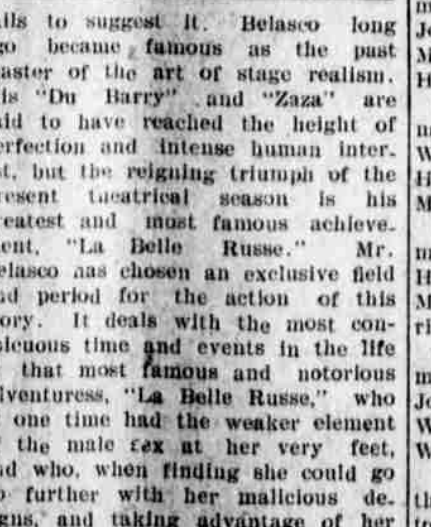 ils to suggest it. Belasco long
go became famous as the past
aster of the art of stage realism.
is "Du Barry" and "Zaza" are
aid to have reached the height of
erfection and intense human inter-
st, but the reigning triumph of the
resent theatrical season is his
reatest and most famous achieve-
ent, "La Belle Russe." Mr.
elasco has chosen an exclusive field
nd period for the action of this
ory. It deals with the most con-
picuous time and events in the life
that most famous and notorious
dventuress, "La Belle Russe," who
one time had the weaker element
the male sex at her very feet,
nd who, when finding she could go
o further with her malicious de-
igns, and taking advantage of her